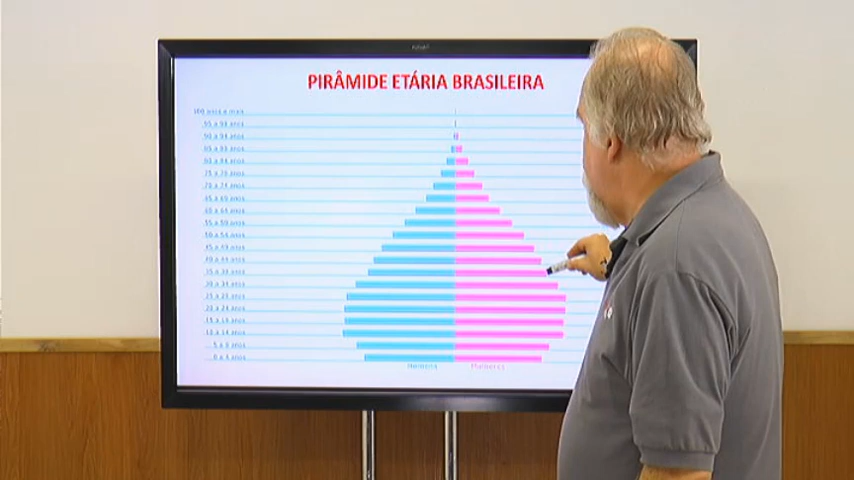 PIRÂMIDE ETÁRIA BRASILEIRA
100 anos e mais
95 a 99 anos
90 a 94 anos
85 a 89 anos
80 a 84 anos
75 a 79 anos
70 a 74 anos
65 a 69 anos
60 a 64 anos
55 a 59 anos
50 a 54 anos
45 a 49 anos
40 a 44 anos
35 a 39 anos
30 a 34 anos
25 a 29 anos
20 a 24 anos
15 a 19 anos
10 a 14 anos
5 a 9 anos
0 a 4 anos
Homens Mulheres